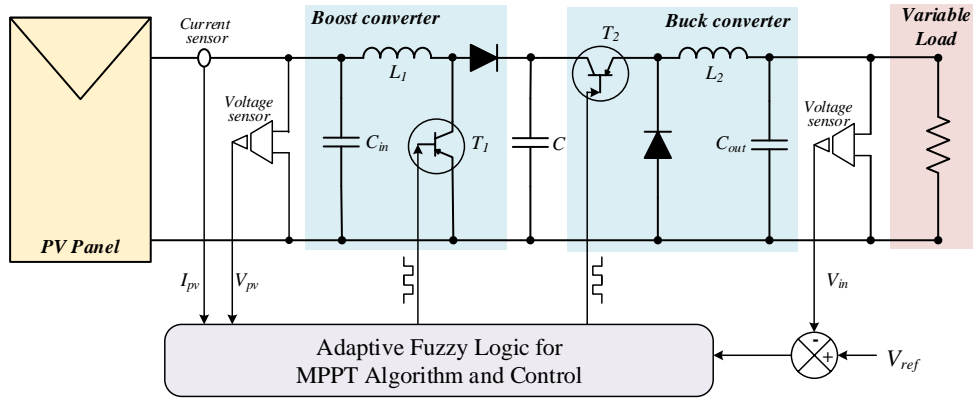 Current
sensor
Boost converter
Buck converter
Variable
Load
T2
L1
L2
Voltage
sensor
Voltage
sensor
Cin
T1
C
Cout
PV Panel
Ipv
Vpv
Vin
Adaptive Fuzzy Logic for
MPPT Algorithm and Control
-
+
Vref